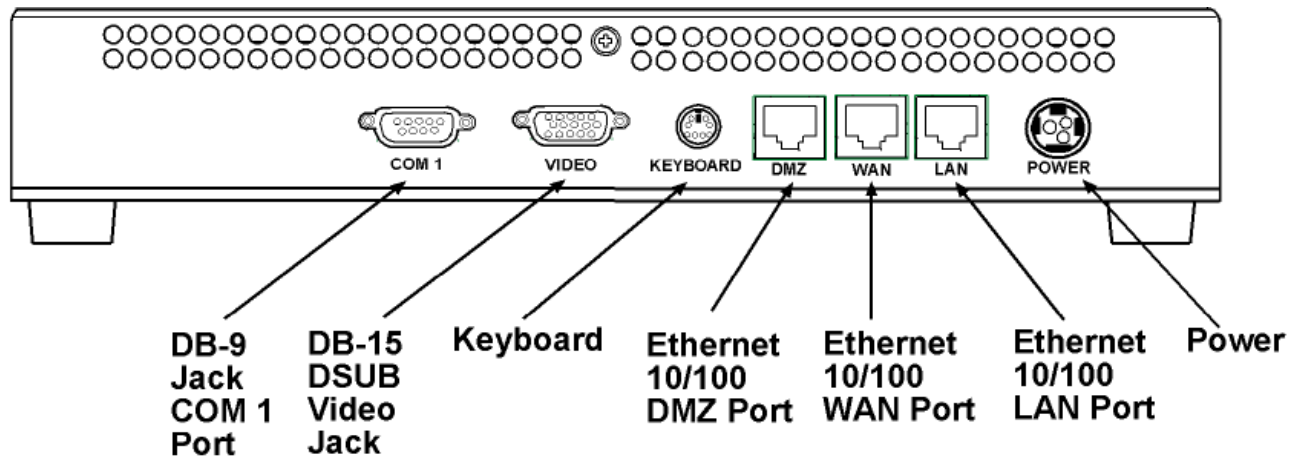 COM 1 VIDEO KEYBOARD DMZ WAN LAN POWER
DB-9
Jack
COM 1
Port
DB-15
DSUB
Video
Jack
Keyboard
Ethernet
10/100
DMZ Port
Ethernet
10/100
WAN Port
Ethernet
10/100
LAN Port
Power